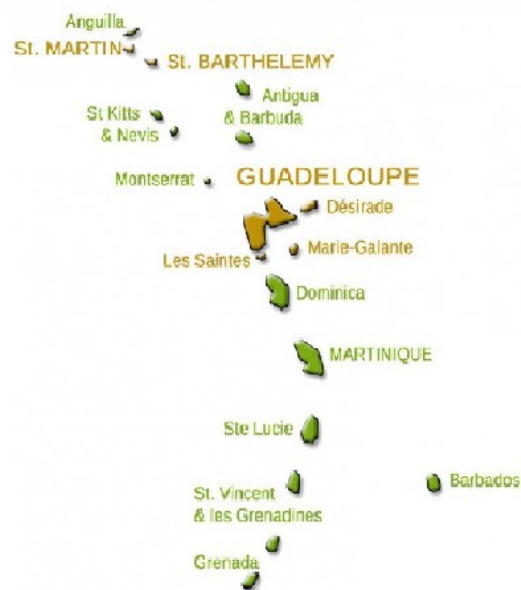 Anguilla
St. MARTIN
St. BARTHELEMY
Antigua
& Barbuda
St Kitts
& Nevis
Montserrat
GUADELOUPE
Désirade
Marie-Galante
Les Saintes
Dominica
MARTINIQUE
Ste Lucie
St. Vincent
& les Grenadines
Barbados
Grenada